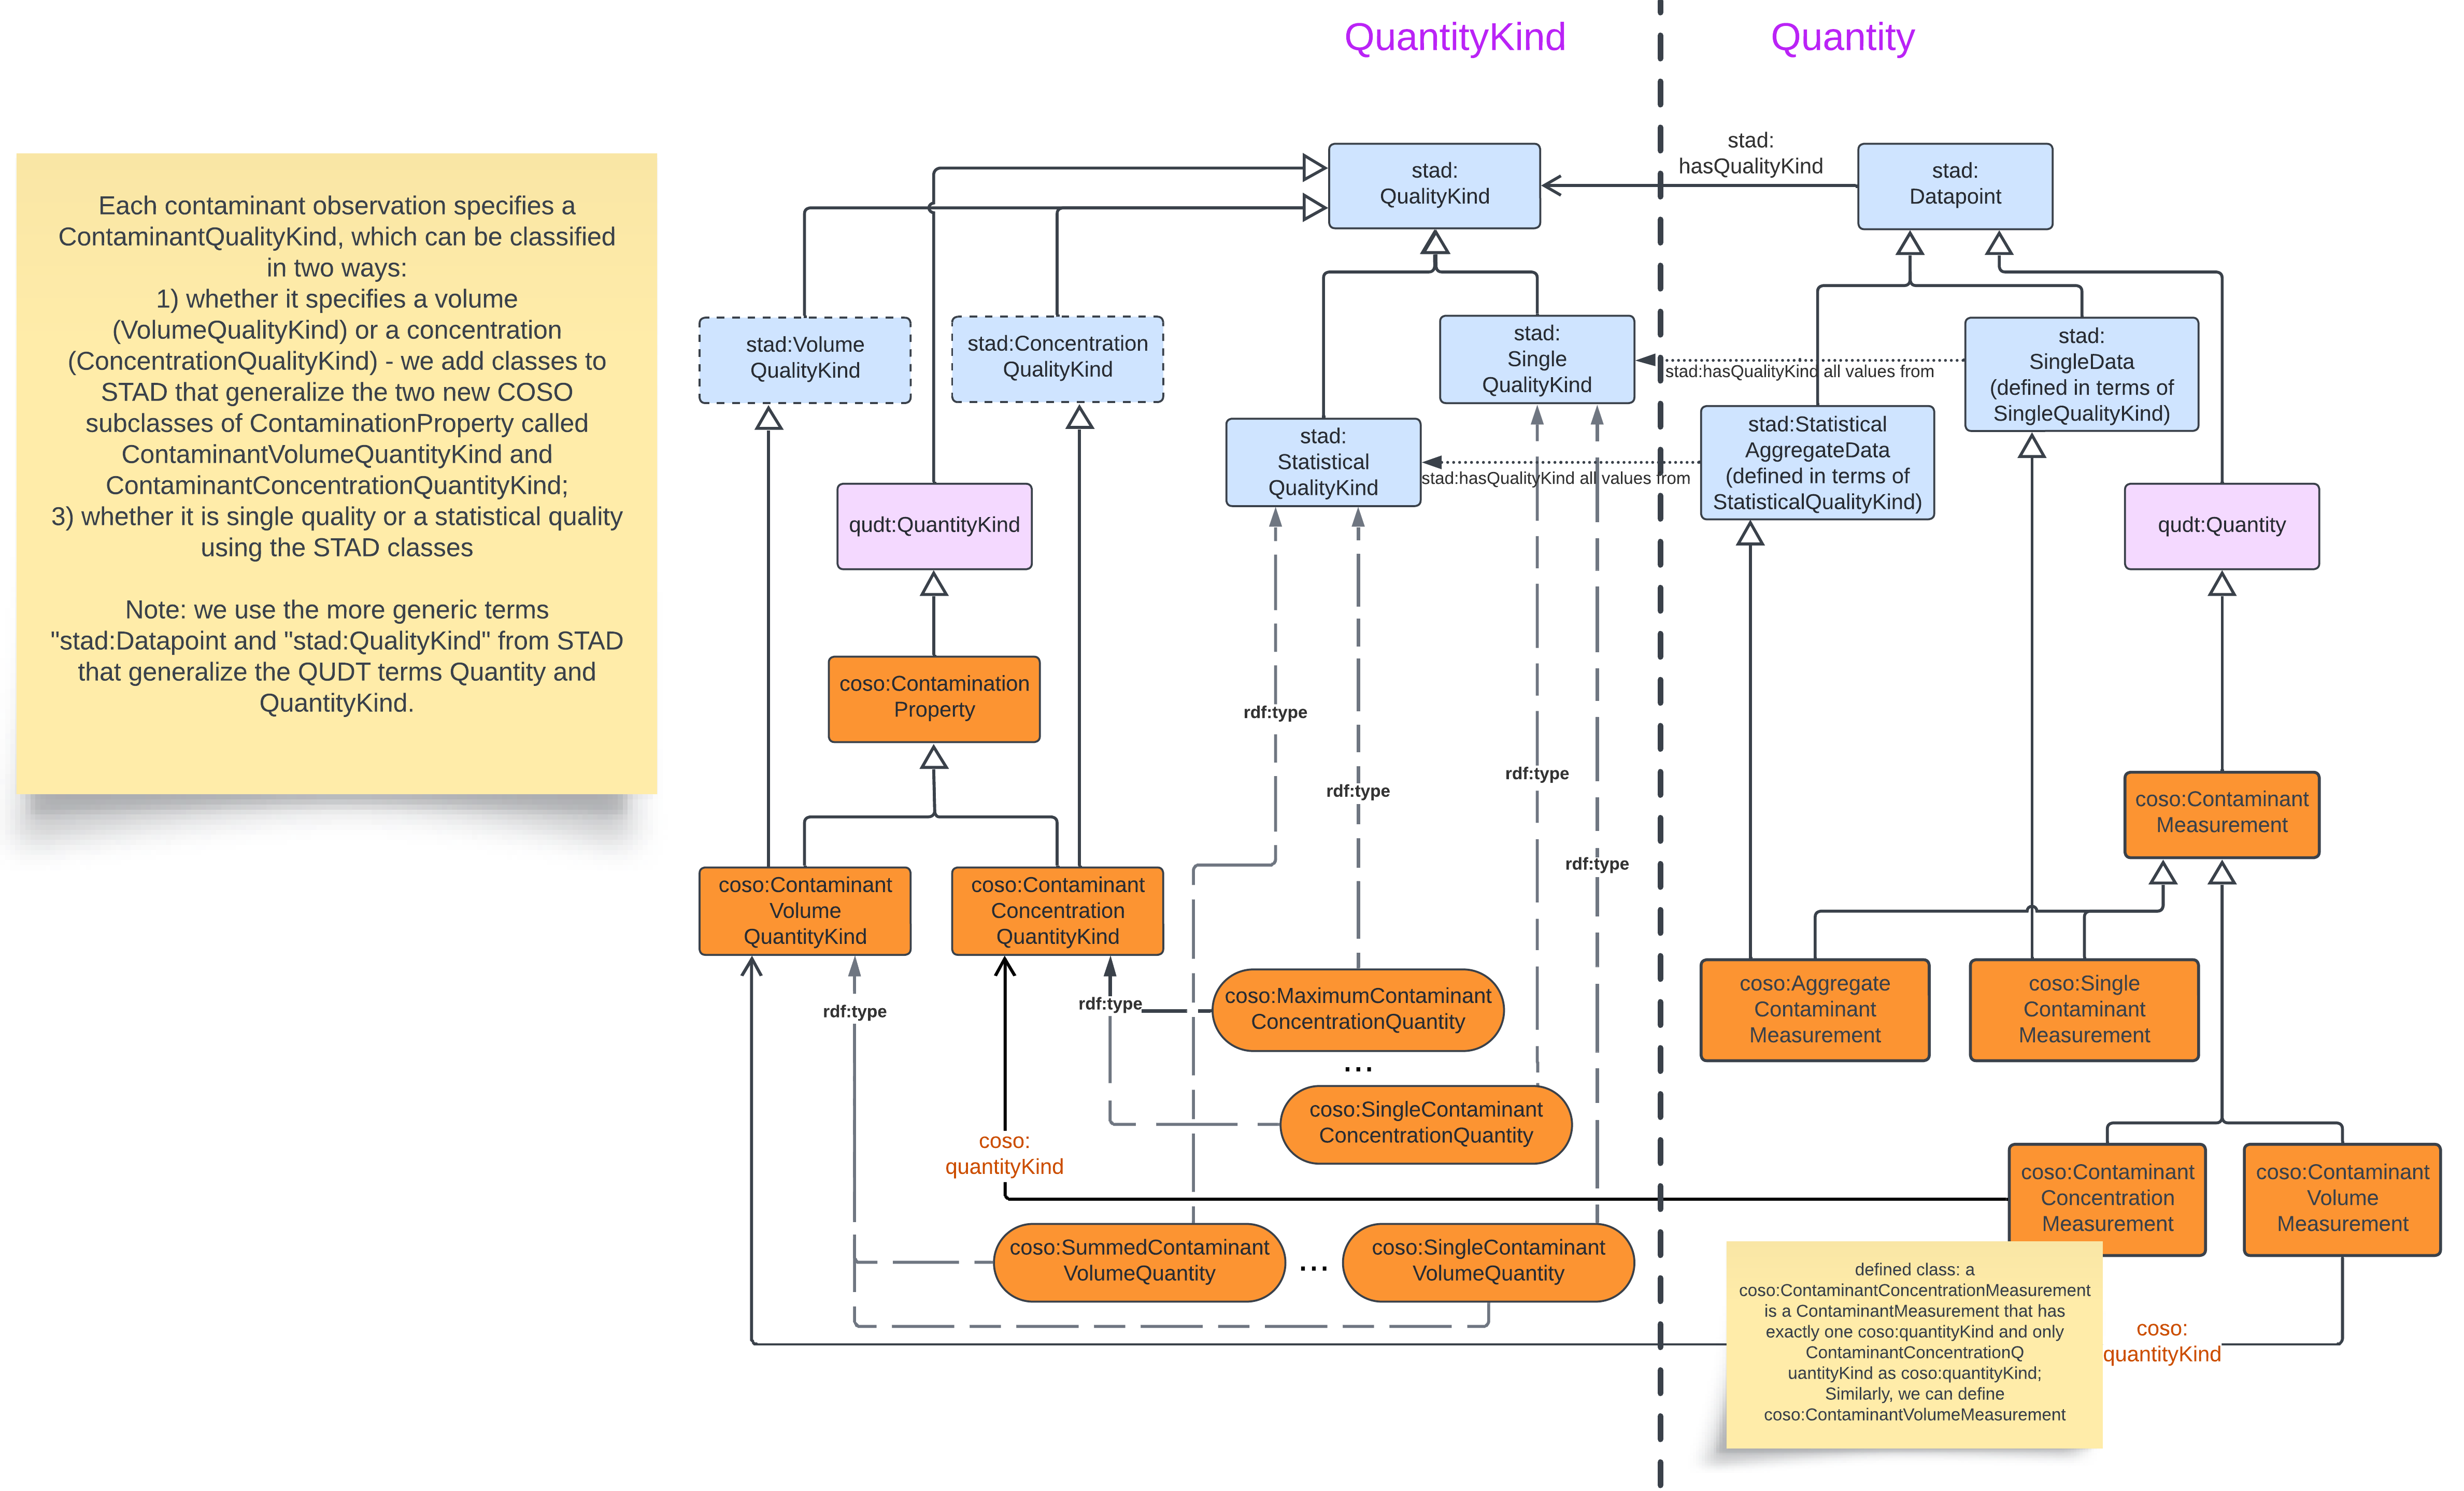 QuantityKind
Quantity
Each contaminant observation specifies a
ContaminantQualityKind, which can be classified
in two ways:
1) whether it specifies a volume
(VolumeQualityKind) or a concentration
(ConcentrationQualityKind) - we add classes to
STAD that generalize the two new COSO
subclasses of ContaminationProperty called
ContaminantVolumeQuantityKind and
ContaminantConcentrationQuantityKind;
3) whether it is single quality or a statistical quality
using the STAD classes
Note: we use the more generic terms
"stad:Datapoint and "stad:QualityKind" from STAD
that generalize the QUDT terms Quantity and
QuantityKind.
stad:
QualityKind
stad:
hasQualityKind
stad:
Datapoint
stad:Volume
QualityKind
stad:Concentration
QualityKind
stad:
Single
QualityKind
stad:hasQualityKind all values from
stad:
SingleData
(defined in terms of
SingleQualityKind)
stad:
Statistical
QualityKind
stad:hasQualityKind all values from
stad:Statistical
AggregateData
(defined in terms of
StatisticalQualityKind)
qudt:QuantityKind
qudt:Quantity
coso:Contamination
Property
rdf:type
rdf:type
rdf:type
rdf:type
coso:Contaminant
Measurement
coso:Contaminant
Volume
QuantityKind
coso:Contaminant
Concentration
QuantityKind
rdf:type
rdf:type
coso:MaximumContaminant
ConcentrationQuantity
...
coso:SingleContaminant
ConcentrationQuantity
coso:Aggregate
Contaminant
Measurement
coso:Single
Contaminant
Measurement
coso:
quantityKind
coso:Contaminant
Concentration
Measurement
coso:Contaminant
Volume
Measurement
coso:SummedContaminant
VolumeQuantity
...
coso:SingleContaminant
VolumeQuantity
defined class: a
coso:ContaminantConcentrationMeasurement
is a ContaminantMeasurement that has
exactly one coso:quantityKind and only
ContaminantConcentrationQ
uantityKind as coso:quantityKind;
Similarly, we can define
coso:ContaminantVolumeMeasurement
coso:
quantityKind